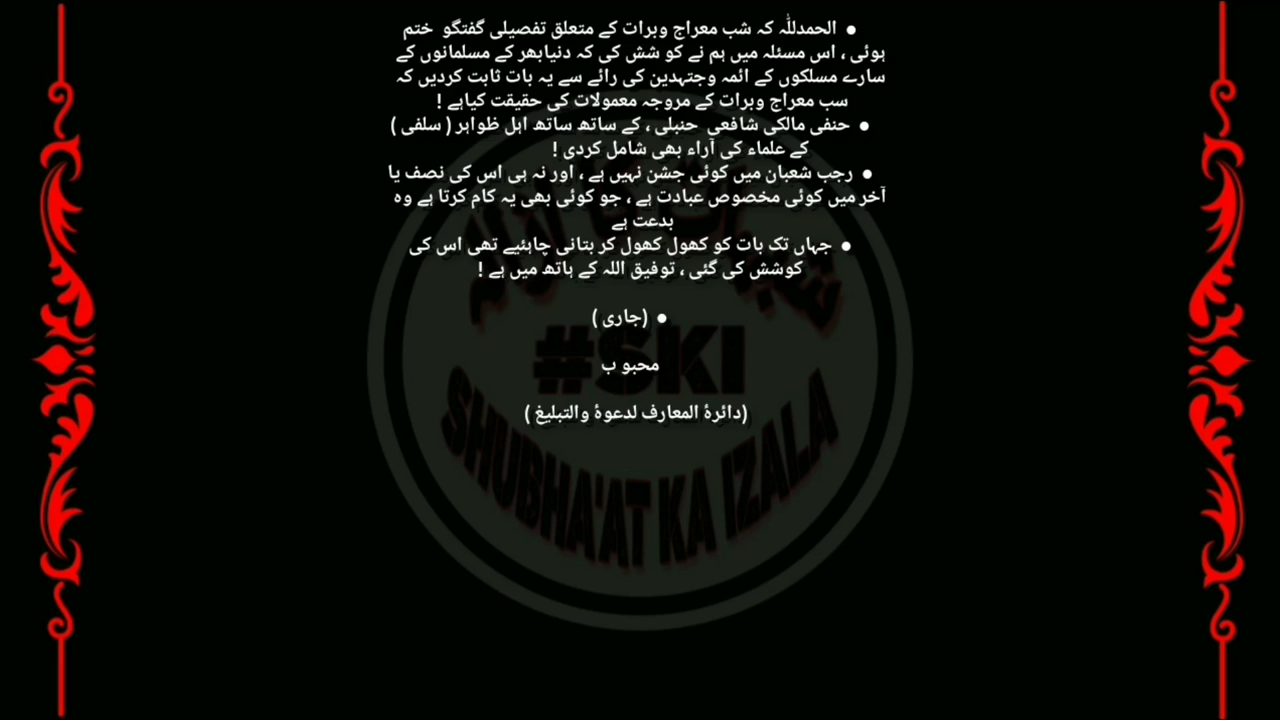 ● الحمدللّٰہ کہ شب معراج وبرات کے متعلق تفصیلی گفتگو ختم
ہوئی ، اس مسئلہ میں ہم نے کو شش کی کہ دنیابھر کے مسلمانوں کے
سارے مسلکوں کے ائمہ وجتہدین کی رائے سے یہ بات ثابت کردیں کہ
سب معراج وبرات کے مروجہ معمولات کی حقیقت کیاہے !
● حنفی مالکی شافعی حنبلی ، کے ساتھ ساتھ اہل ظواہر ( سلفی )
کے علماء کی آراء بھی شامل کردی !
● رجب شعبان میں کوئی جشن نہیں ہے ، اور نہ ہی اس کی نصف یا
آخر میں کوئی مخصوص عبادت ہے ، جو کوئی بھی یہ کام کرتا ہے وہ
بدعت ہے
● جہاں تک بات کو کھول کھول کر بتانی چاہئیے تھی اس کی
کوشش کی گئی ، توفیق اللہ کے ہاتھ میں ہے !
● (جاری )
محبو ب
(دائرۂ المعارف لدعوۂ والتبلیغ )
شبہات کا ازالہ
#SKI
SHUBHA'AT KA IZALA